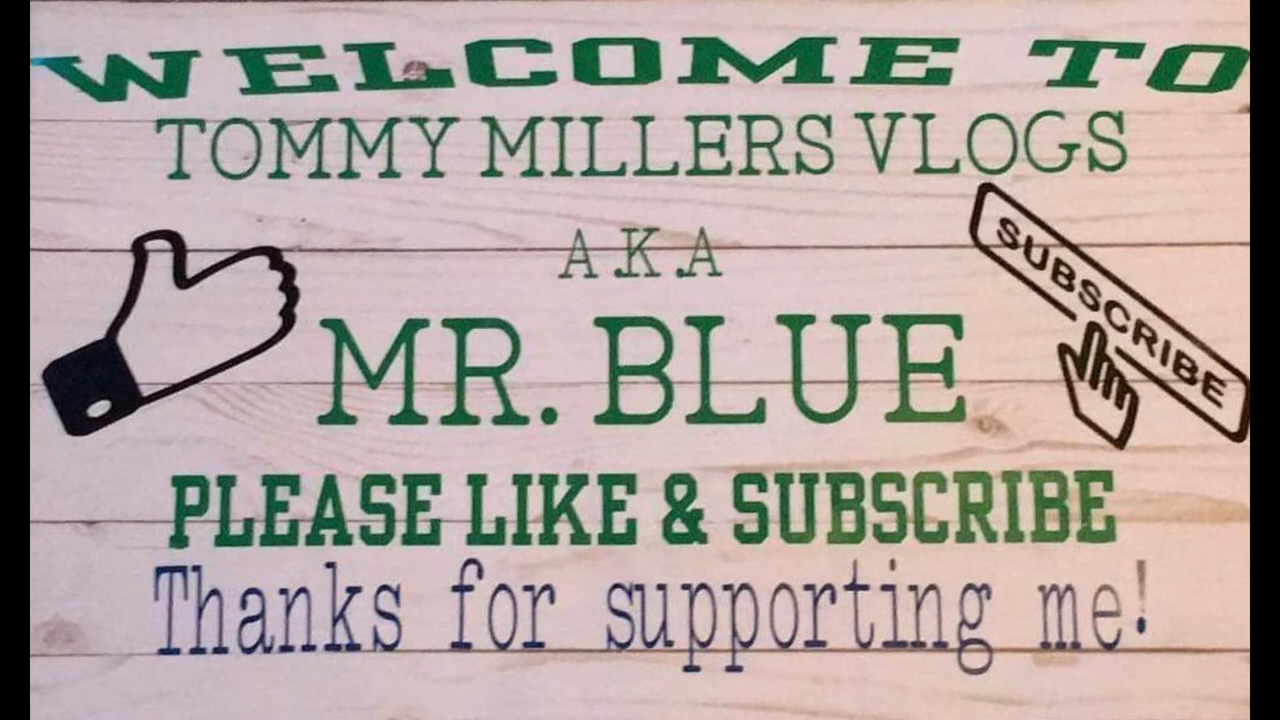 WELCOME TO
TOMMY MILLERS VLOGS
A.K.A
MR. BLUE
SUBSCRIBE
PLEASE LIKE & SUBSCRIBE
Thanks for supporting me!